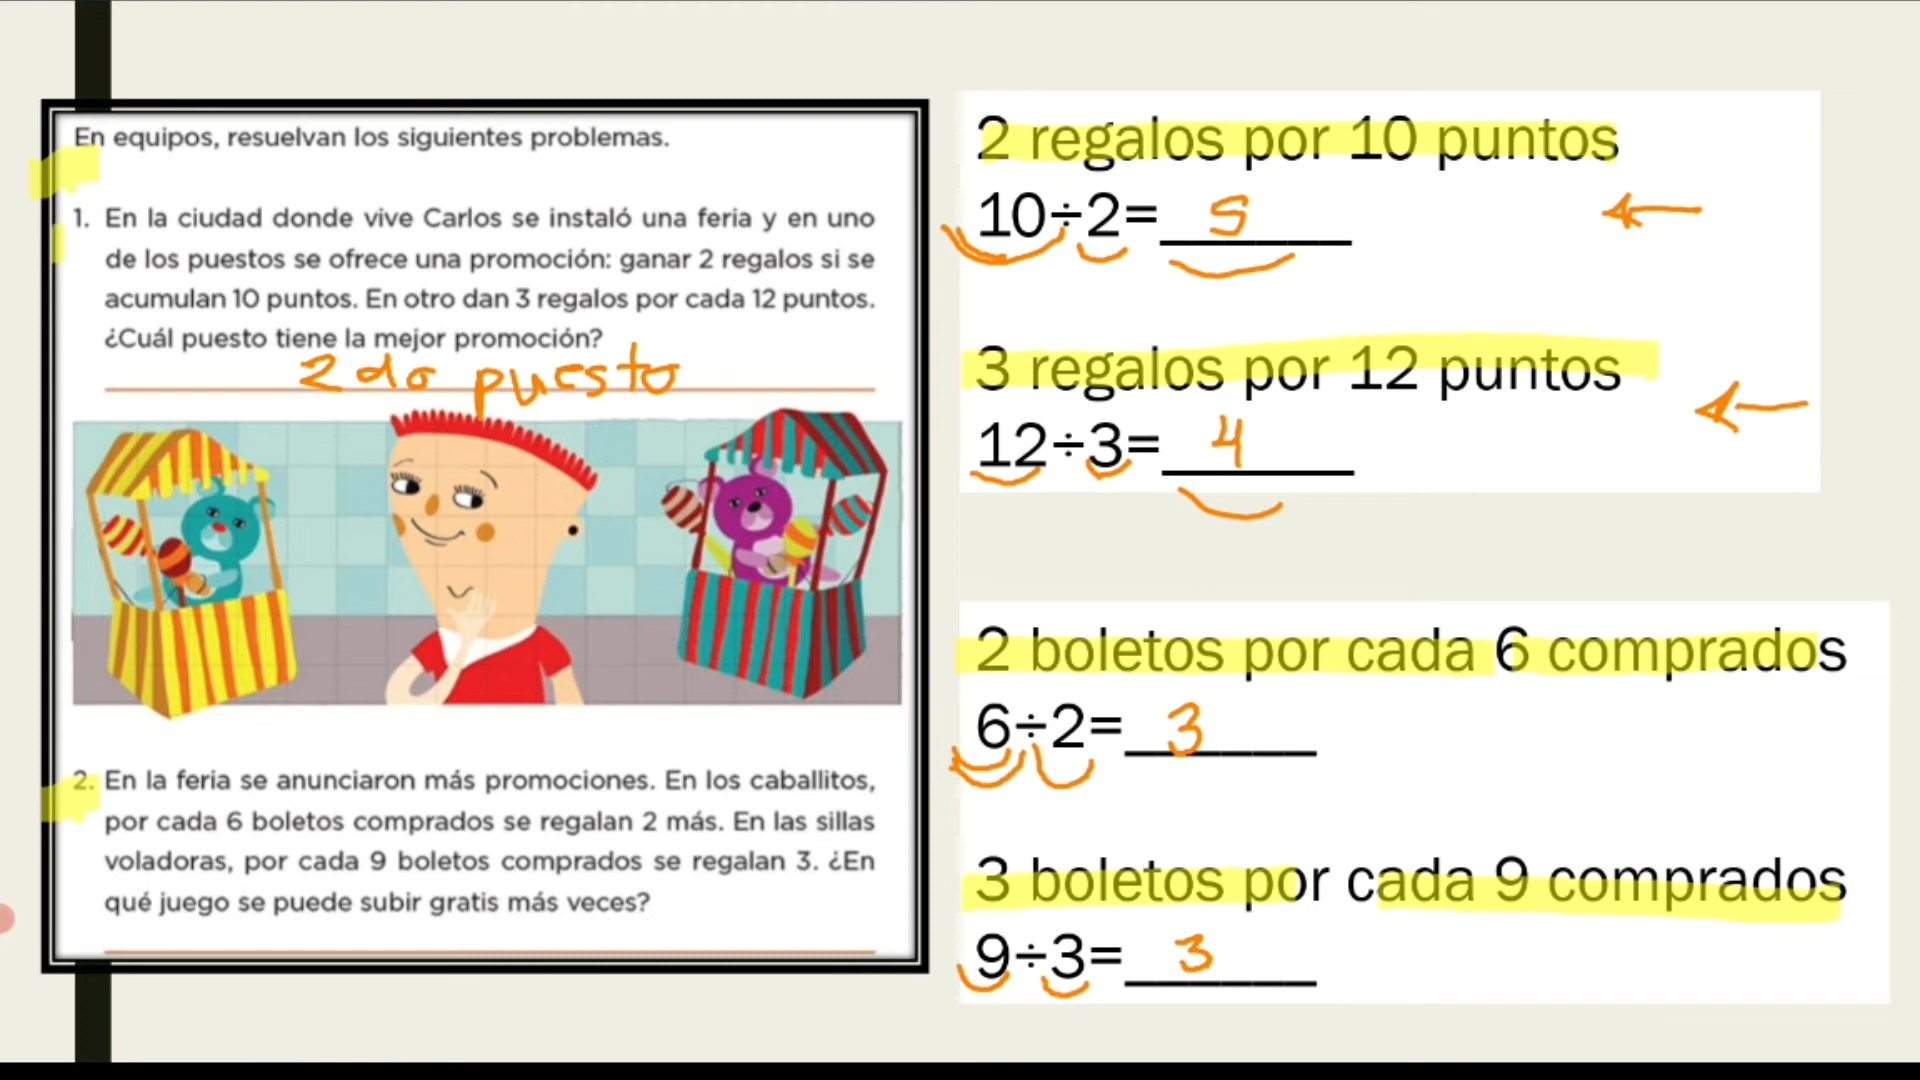 En equipos, resuelvan los siguientes problemas.
1. En la ciudad donde vive Carlos se instaló una feria y en uno
de los puestos se ofrece una promoción: ganar 2 regalos si se
acumulan 10 puntos. En otro dan 3 regalos por cada 12 puntos.
¿Cuál puesto tiene la mejor promoción?
2do puesto
2. En la feria se anunciaron más promociones. En los caballitos,
por cada 6 boletos comprados se regalan 2 más. En las sillas
voladoras, por cada 9 boletos comprados se regalan 3. ¿En
qué juego se puede subir gratis más veces?
2 regalos por 10 puntos
10÷2= 5
3 regalos por 12 puntos
12÷3= 4
2 boletos por cada 6 comprados
6÷2= 3
3 boletos por cada 9 comprados
9÷3= 3